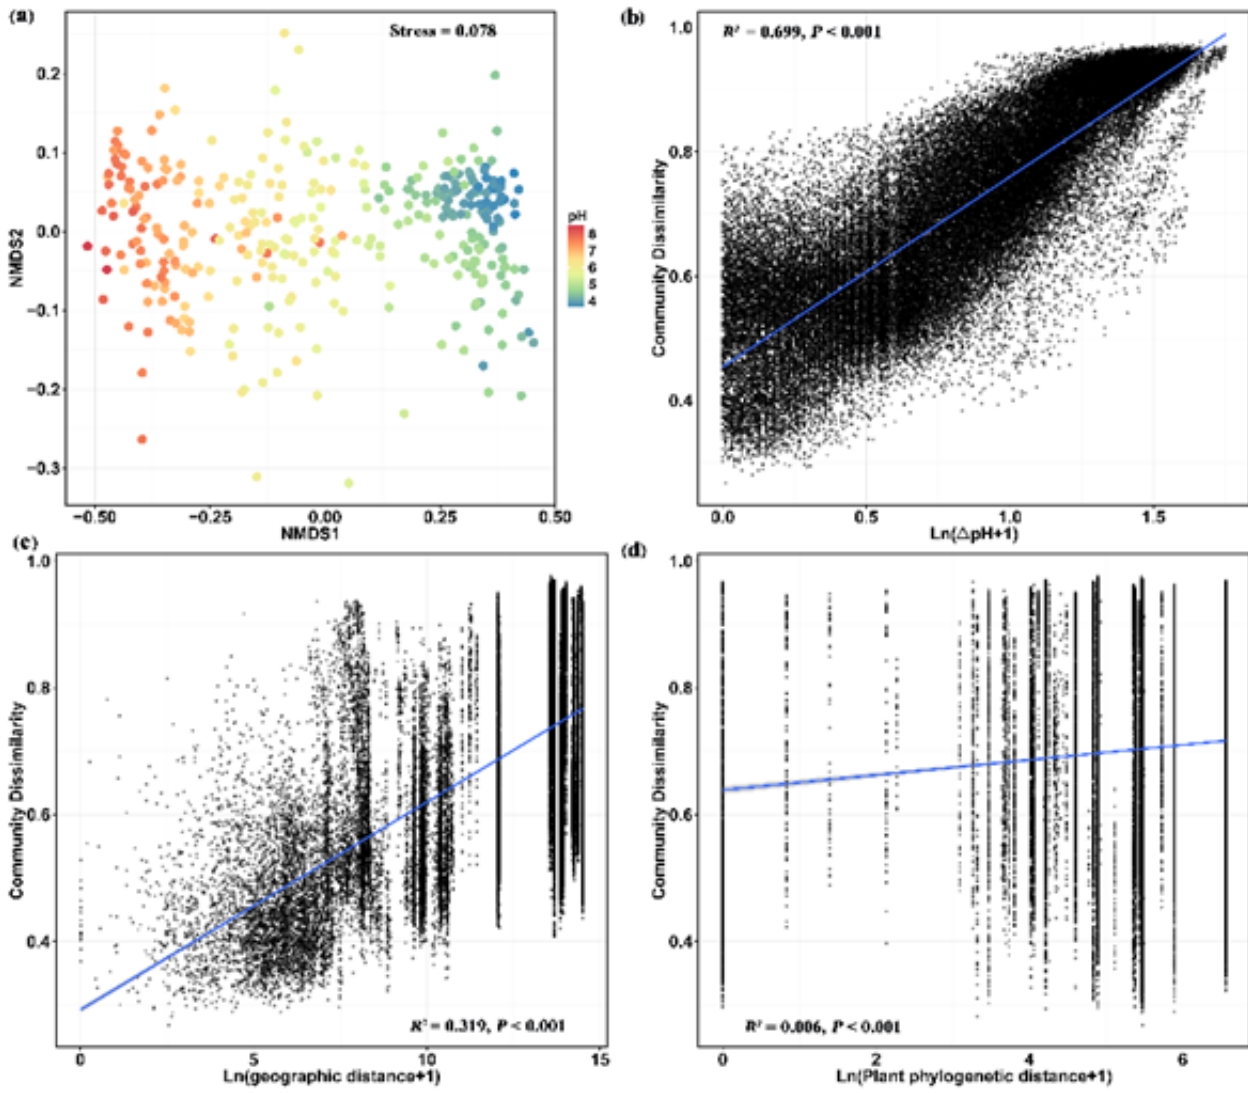 (a)
Stress = 0.078
0.2
0.1
0.0
−0.1
−0.2
−0.3
NMDS2
−0.50
−0.25
0.00
0.25
0.50
NMDS1
pH
8
7
6
5
4
(b)
R² = 0.699, P < 0.001
1.0
0.8
0.6
0.4
Community Dissimilarity
0.0
0.5
1.0
1.5
Ln(△pH+1)
(c)
1.0
0.8
0.6
0.4
Community Dissimilarity
R² = 0.319, P < 0.001
0
5
10
15
Ln(geographic distance+1)
(d)
1.0
0.8
0.6
0.4
Community Dissimilarity
R² = 0.006, P < 0.001
0
2
4
6
Ln(Plant phylogenetic distance+1)